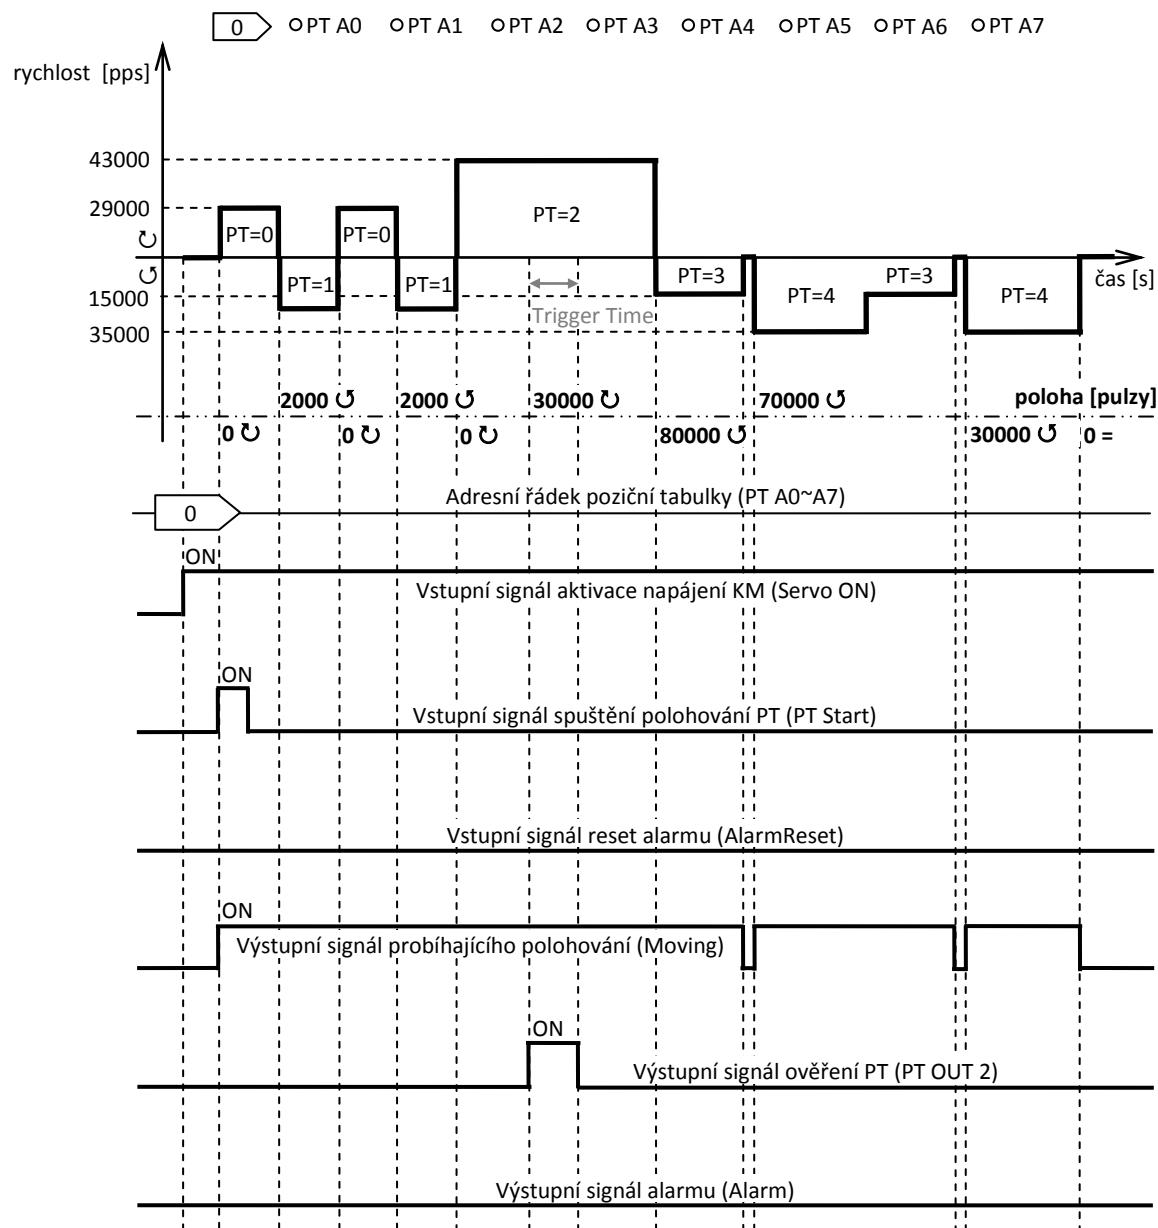 0 PT A0 PT A1 PT A2 PT A3 PT A4 PT A5 PT A6 PT A7
rychlost [pps]
43000
29000
PT=2
PT=0 PT=0
PT=3 PT=3
čas [s]
PT=1 PT=1
15000
PT=4 PT=4
Trigger Time
35000
2000 ↺ 2000 ↺ 30000 ↻ 70000 ↺ poloha [pulzy]
0 ↻ 0 ↻ 0 ↻ 80000 ↺ 30000 ↺ 0 =
Adresní řádek poziční tabulky (PT A0~A7)
0
ON
Vstupní signál aktivace napájení KM (Servo ON)
ON
Vstupní signál spuštění polohování PT (PT Start)
Vstupní signál reset alarmu (AlarmReset)
ON
Výstupní signál probíhajícího polohování (Moving)
ON
Výstupní signál ověření PT (PT OUT 2)
Výstupní signál alarmu (Alarm)